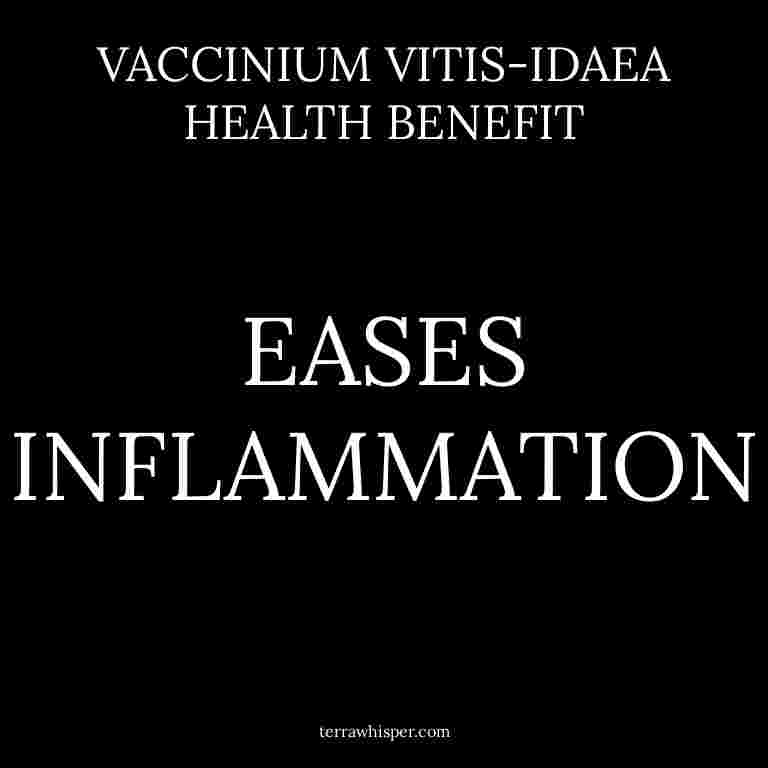 VACCINIUM VITIS-IDAEA
HEALTH BENEFIT
EASES
INFLAMMATION
terrawhisper.com